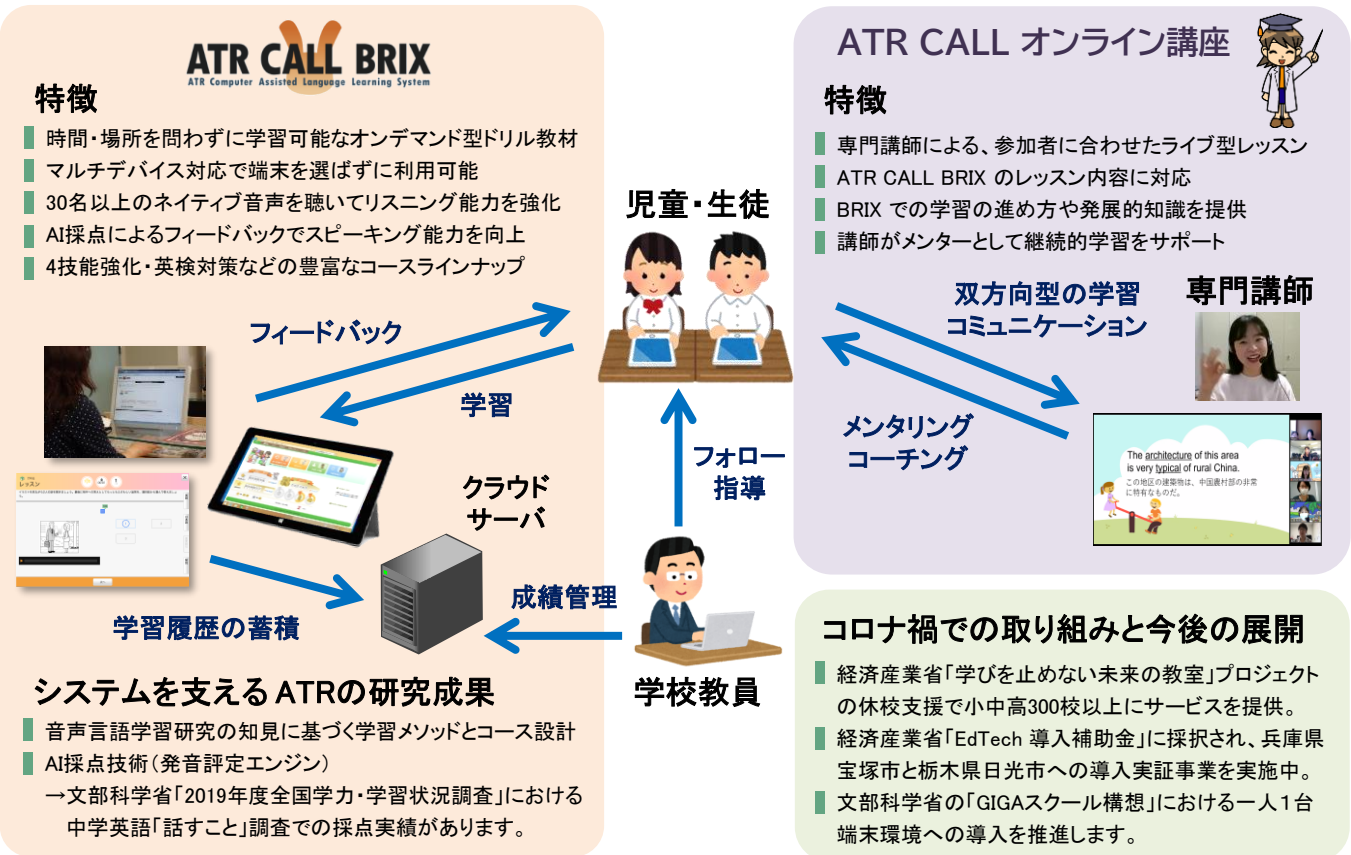 ATR CALL BRIX
ATR Computer Assisted Language Learning System
特徴
時間・場所を問わずに学習可能なオンデマンド型ドリル教材
マルチデバイス対応で端末を選ばずに利用可能
30名以上のネイティブ音声を聴いてリスニング能力を強化
AI採点によるフィードバックでスピーキング能力を向上
4技能強化・英検対策などの豊富なコースラインナップ
フィードバック
学習
レッスン
クラウド
サーバ
学習履歴の蓄積
成績管理
システムを支える ATRの研究成果
音声言語学習研究の知見に基づく学習メソッドとコース設計
AI採点技術（発音評定エンジン）
→文部科学省「2019年度全国学力・学習状況調査」における
中学英語「話すこと」調査での採点実績があります。
児童・生徒
フォロー
指導
学校教員
ATR CALL オンライン講座
特徴
専門講師による、参加者に合わせたライブ型レッスン
ATR CALL BRIX のレッスン内容に対応
BRIX での学習の進め方や発展的知識を提供
講師がメンターとして継続的学習をサポート
双方向型の学習
コミュニケーション
専門講師
メンタリング
コーチング
The architecture of this area
is very typical of rural China.
この地区の建築物は、中国農村部の非常
に特有なものだ。
コロナ禍での取り組みと今後の展開
経済産業省「学びを止めない未来の教室」プロジェクト
の休校支援で小中高300校以上にサービスを提供。
経済産業省「EdTech 導入補助金」に採択され、兵庫県
宝塚市と栃木県日光市への導入実証事業を実施中。
文部科学省の「GIGAスクール構想」における一人１台
端末環境への導入を推進します。